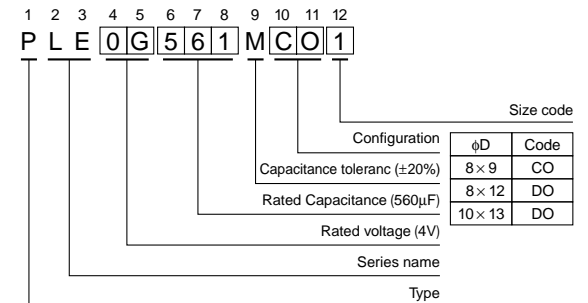 1 2 3 4 5 6 7 8 9 10 11 12
P L E 0 G 5 6 1 M C O 1
Size code
Configuration
Capacitance toleranc (±20%)
Rated Capacitance (560μF)
Rated voltage (4V)
Series name
Type
ϕD Code
8 × 9 CO
8 × 12 DO
10 × 13 DO